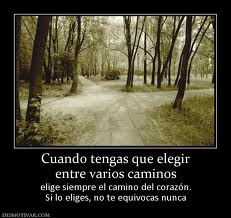 Cuando tengas que elegir
entre varios caminos
elige siempre el camino del corazón.
Si lo eliges, no te equivocas nunca
DESMOTIVAR.COM